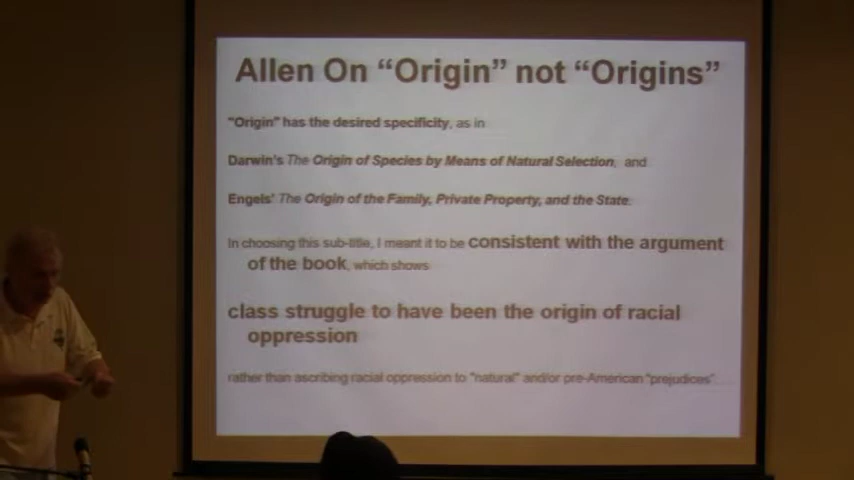 Allen On “Origin” not “Origins”
"Origin" has the desired specificity, as in
Darwin's The Origin of Species by Means of Natural Selection, and
Engels' The Origin of the Family, Private Property, and the State.
In choosing this sub-title, I meant it to be consistent with the argument
of the book, which shows
class struggle to have been the origin of racial
oppression
rather than ascribing racial oppression to "natural" and/or pre-American "prejudices".